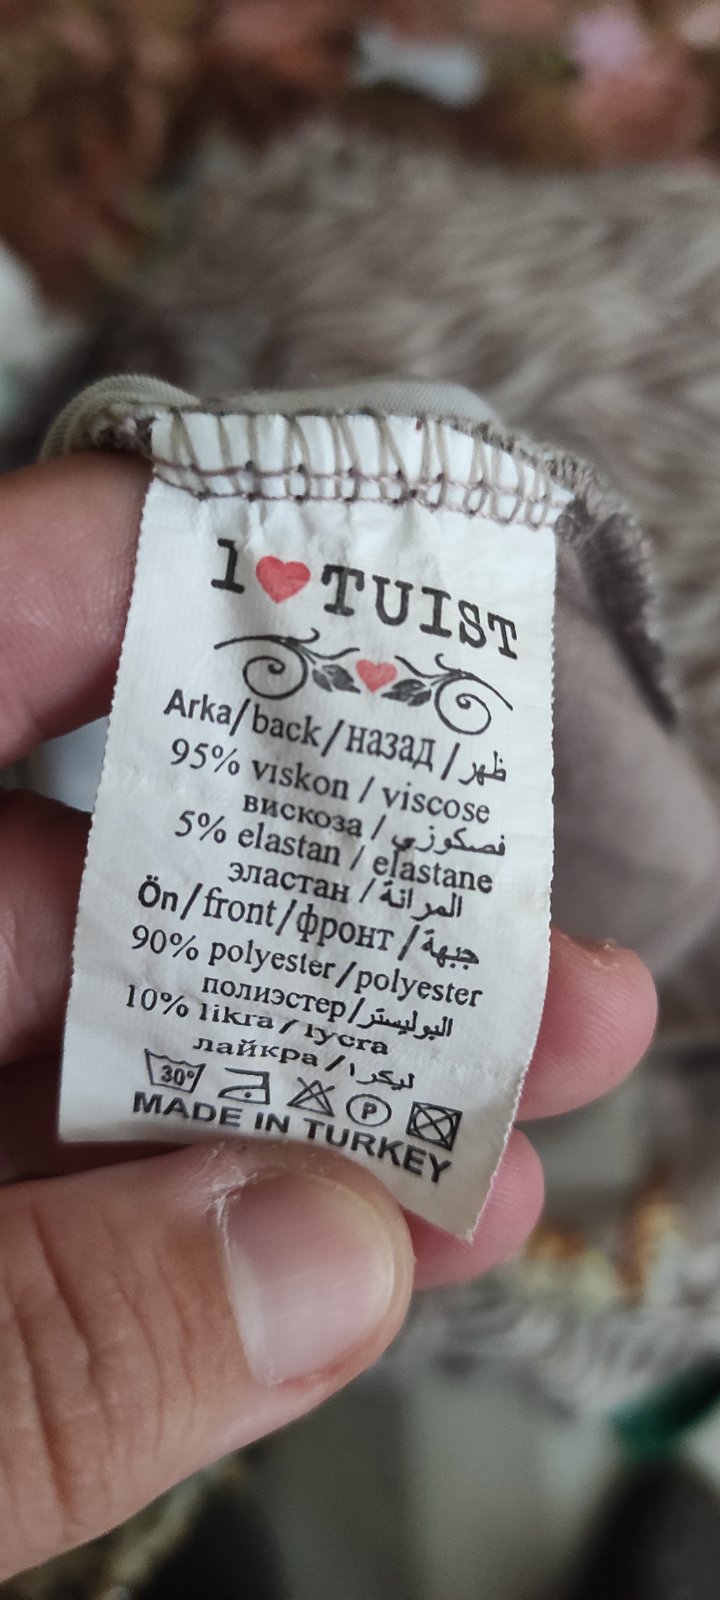 I ❤ TUIST
Arka/back/назад/ظهر
95% viskon / viscose
вискоза / فصكوزي
5% elastan / elastane
эластан / المرانة
Ön/front/фронт/جبهة
90% polyester/polyester
полиэстер/البوليستر
10% likra / lycra
лайкра / ليكرا
30° P
MADE IN TURKEY